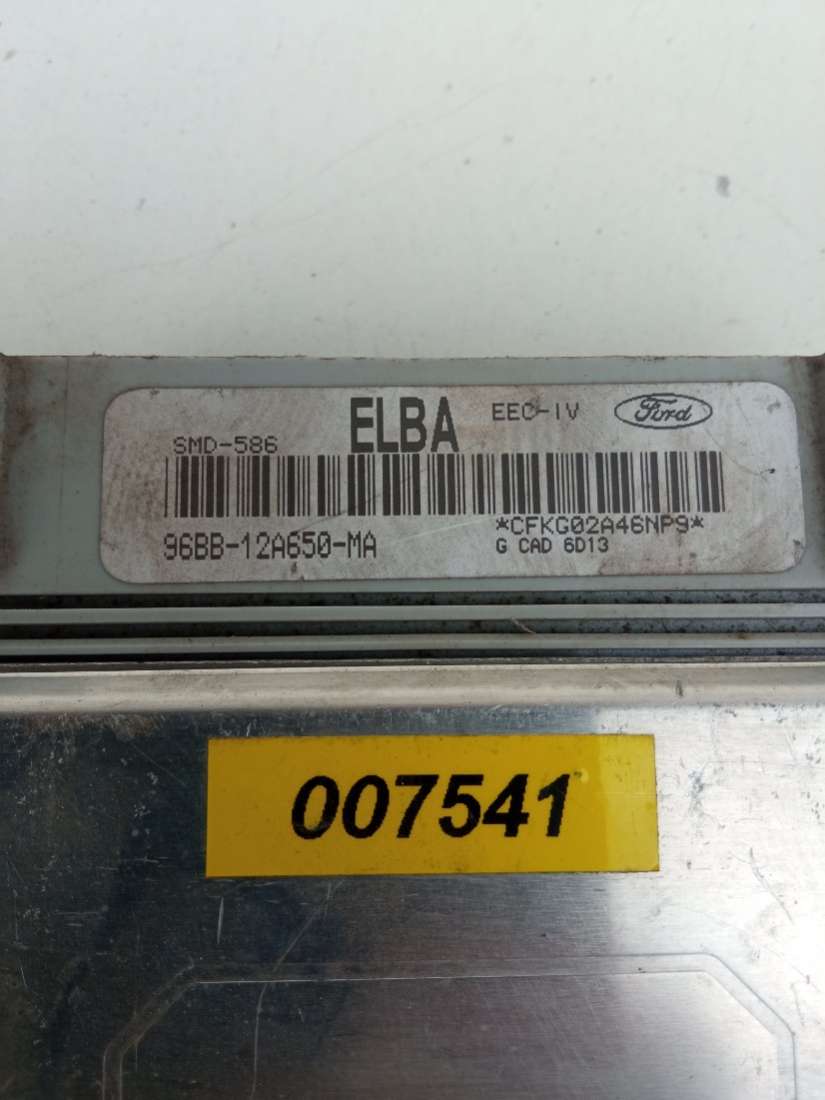 SMD-586 ELBA EEC-IV Ford
96BB-12A650-MA *CFKG02A46NP9*
G CAD 6D13
007541